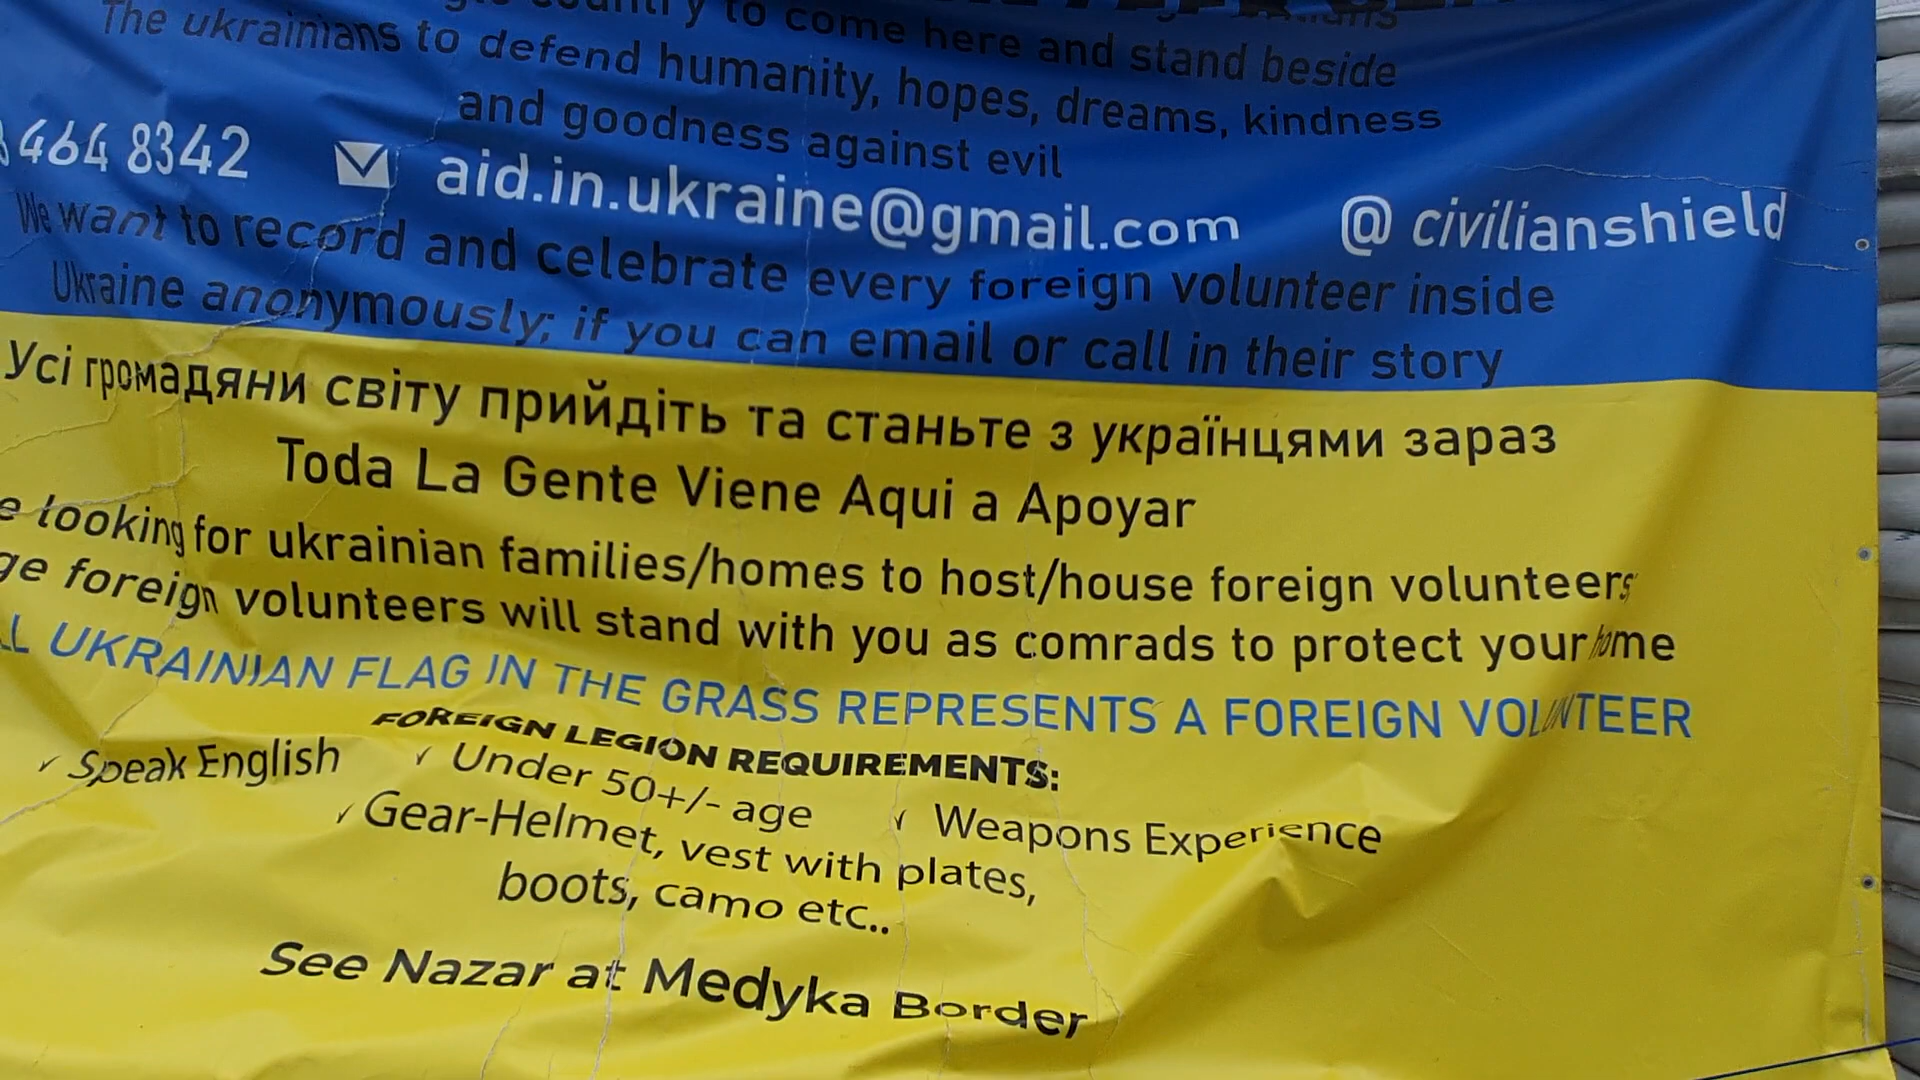 to come here and stand beside
The ukrainians to defend humanity, hopes, dreams, kindness
and goodness against evil
464 8342 aid.in.ukraine@gmail.com @ civilianshield
We want to record and celebrate every foreign volunteer inside
Ukraine anonymously; if you can email or call in their story
Усі громадяни світу прийдіть та станьте з українцями зараз
Toda La Gente Viene Aqui a Apoyar
looking for ukrainian families/homes to host/house foreign volunteers
foreign volunteers will stand with you as comrads to protect your home
UKRAINIAN FLAG IN THE GRASS REPRESENTS A FOREIGN VOLUNTEER
FOREIGN LEGION REQUIREMENTS:
✓ Speak English ✓ Under 50+/- age ✓ Weapons Experience
✓ Gear-Helmet, vest with plates,
boots, camo etc..
See Nazar at Medyka Border